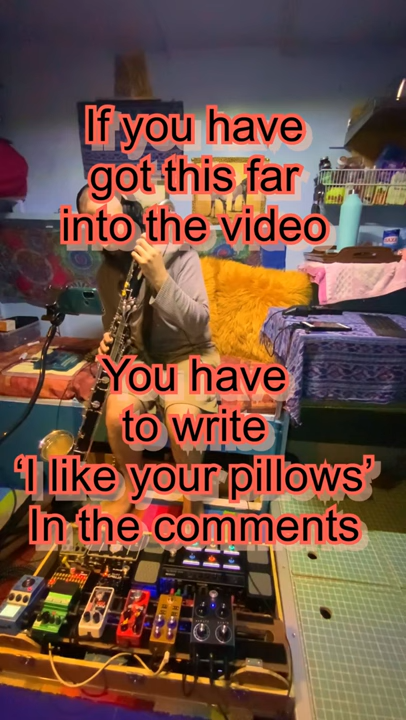 If you have
got this far
into the video
You have
to write
‘I like your pillows’
In the comments